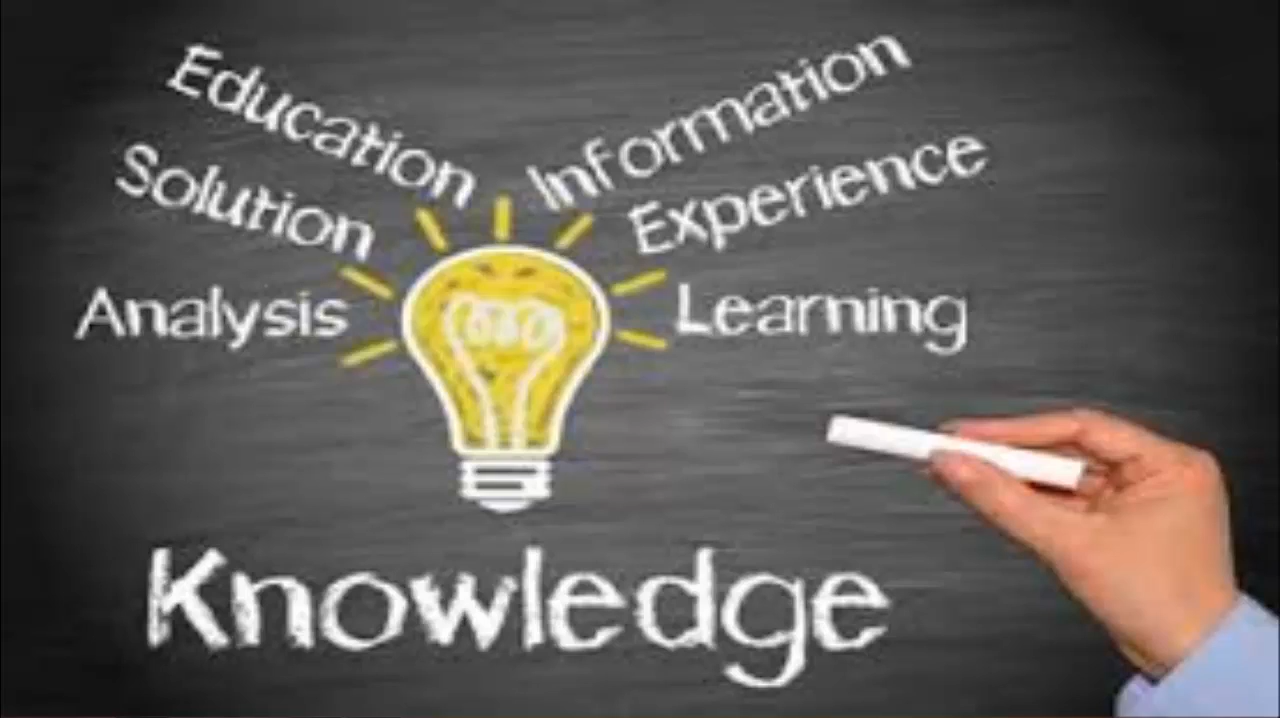 Education
Information
Solution
Experience
Analysis
Learning
Knowledge